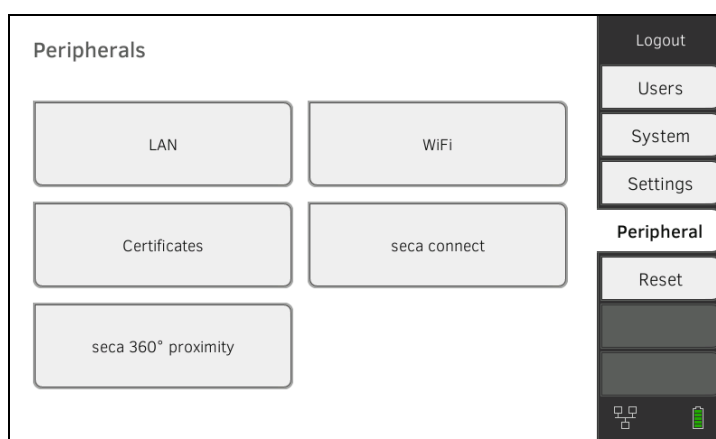 Peripherals
LAN
WiFi
Certificates
seca connect
seca 360° proximity
Logout
Users
System
Settings
Peripheral
Reset